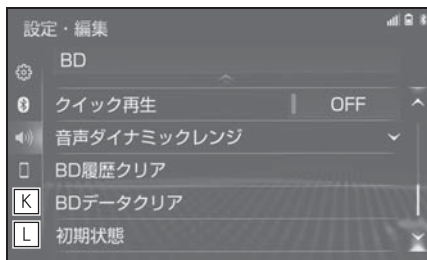 設定・編集
BD
クイック再生 OFF
音声ダイナミックレンジ
BD履歴クリア
K BDデータクリア
L 初期状態